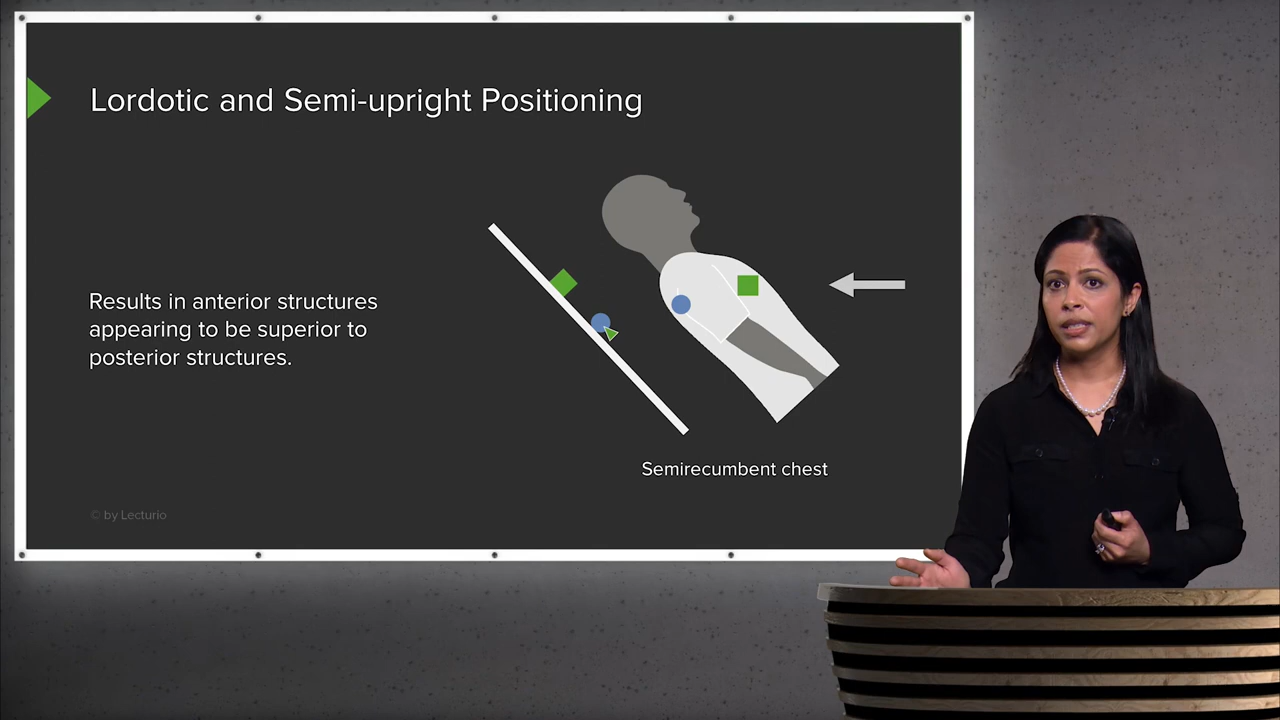 Lordotic and Semi-upright Positioning
Results in anterior structures
appearing to be superior to
posterior structures.
Semirecumbent chest
© by Lecturio